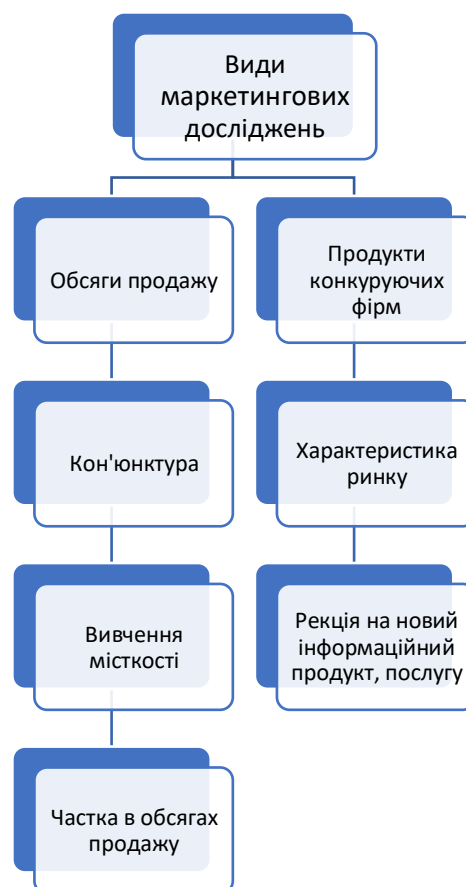 Види
маркетингових
досліджень
Обсяги продажу
Кон'юнктура
Вивчення
місткості
Частка в обсягах
продажу
Продукти
конкуруючих
фірм
Характеристика
ринку
Рекція на новий
інформаційний
продукт, послугу